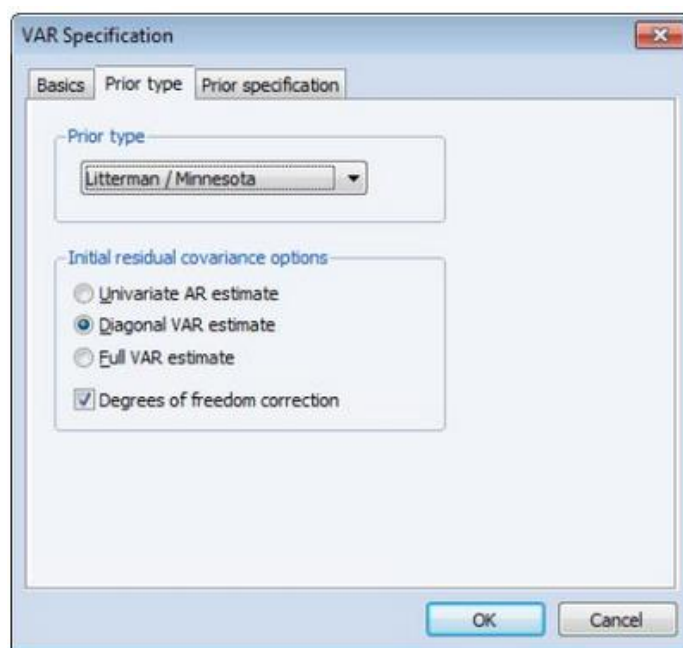 VAR Specification
Basics Prior type Prior specification
Prior type
Litterman / Minnesota
Initial residual covariance options
Univariate AR estimate
Diagonal VAR estimate
Full VAR estimate
Degrees of freedom correction
OK Cancel